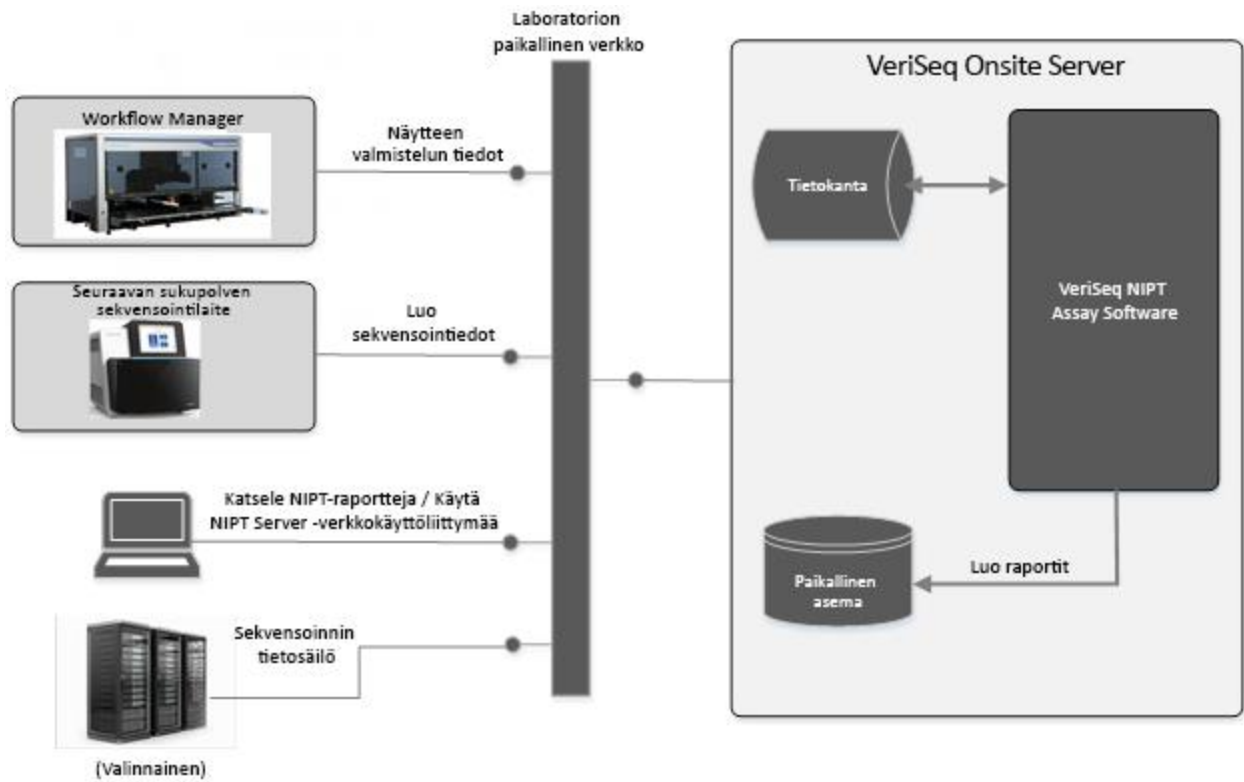 Laboratorion
paikallinen verkko
Workflow Manager
Näytteen
valmistelun tiedot
Seuraavan sukupolven
sekvensointilaite
Luo
sekvensointiedot
Katsele NIPT-raportteja / Käytä
NIPT Server -verkkokäyttöliittymää
Sekvensoinnin
tietosäilö
(Valinnainen)
VeriSeq Onsite Server
Tietokanta
VeriSeq NIPT
Assay Software
Luo raportit
Paikallinen
asema